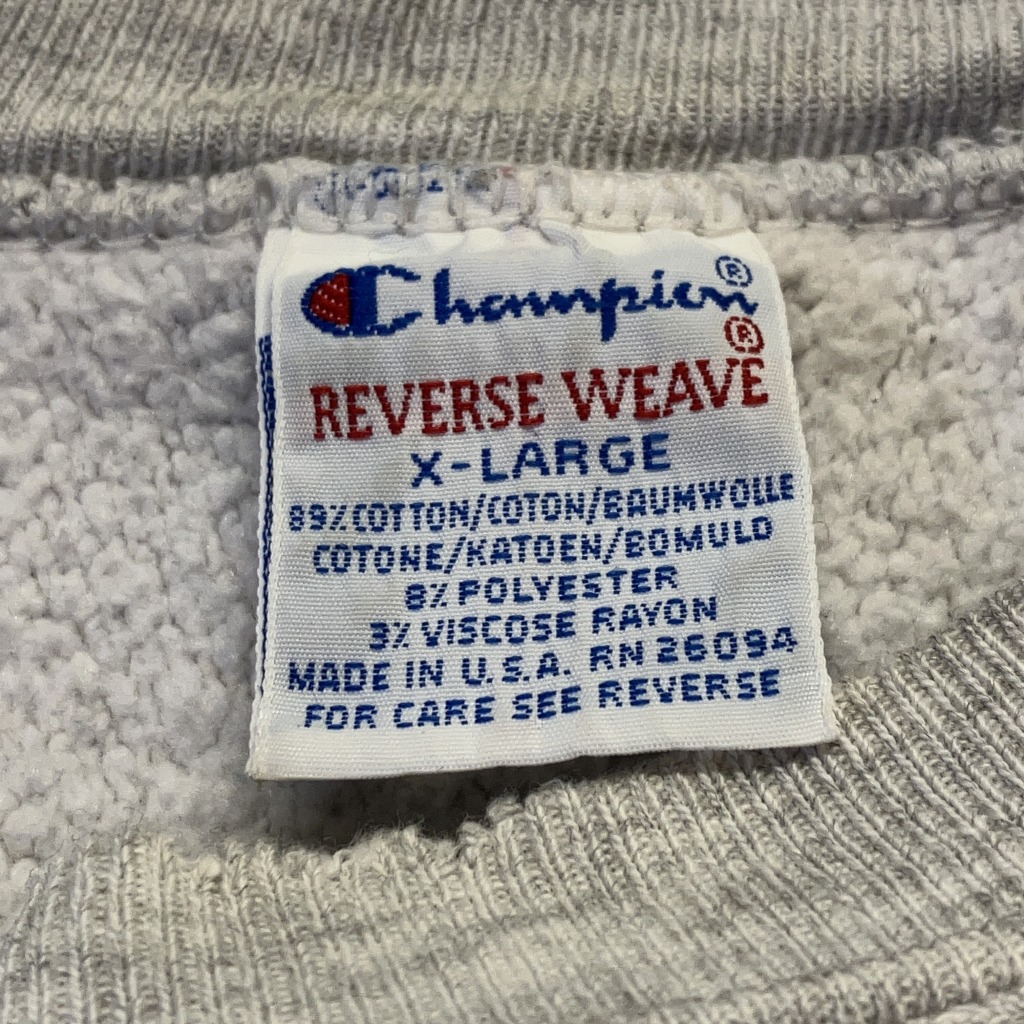 Champion®
REVERSE WEAVE®
X-LARGE
89% COTTON/COTON/BAUMWOLLE
COTONE/KATOEN/BOMULD
8% POLYESTER
3% VISCOSE RAYON
MADE IN U.S.A. RN 26094
FOR CARE SEE REVERSE